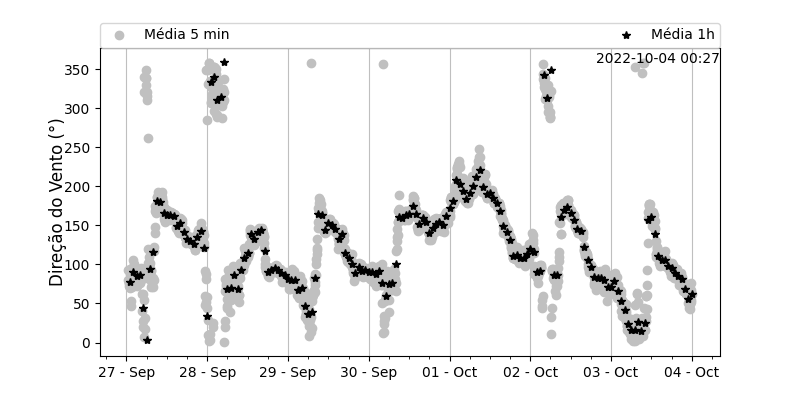 Média 5 min
Média 1h
2022-10-04 00:27
Direção do Vento (°)
350
300
250
200
150
100
50
0
27 - Sep
28 - Sep
29 - Sep
30 - Sep
01 - Oct
02 - Oct
03 - Oct
04 - Oct